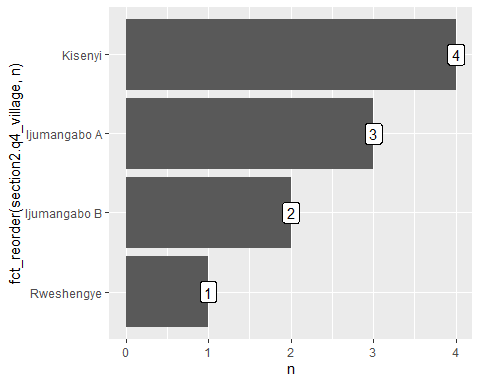 fct_reorder(section2.q4_village, n)
Kisenyi
4
Ijumangabo A
3
Ijumangabo B
2
Rweshengye
1
0 1 2 3 4
n